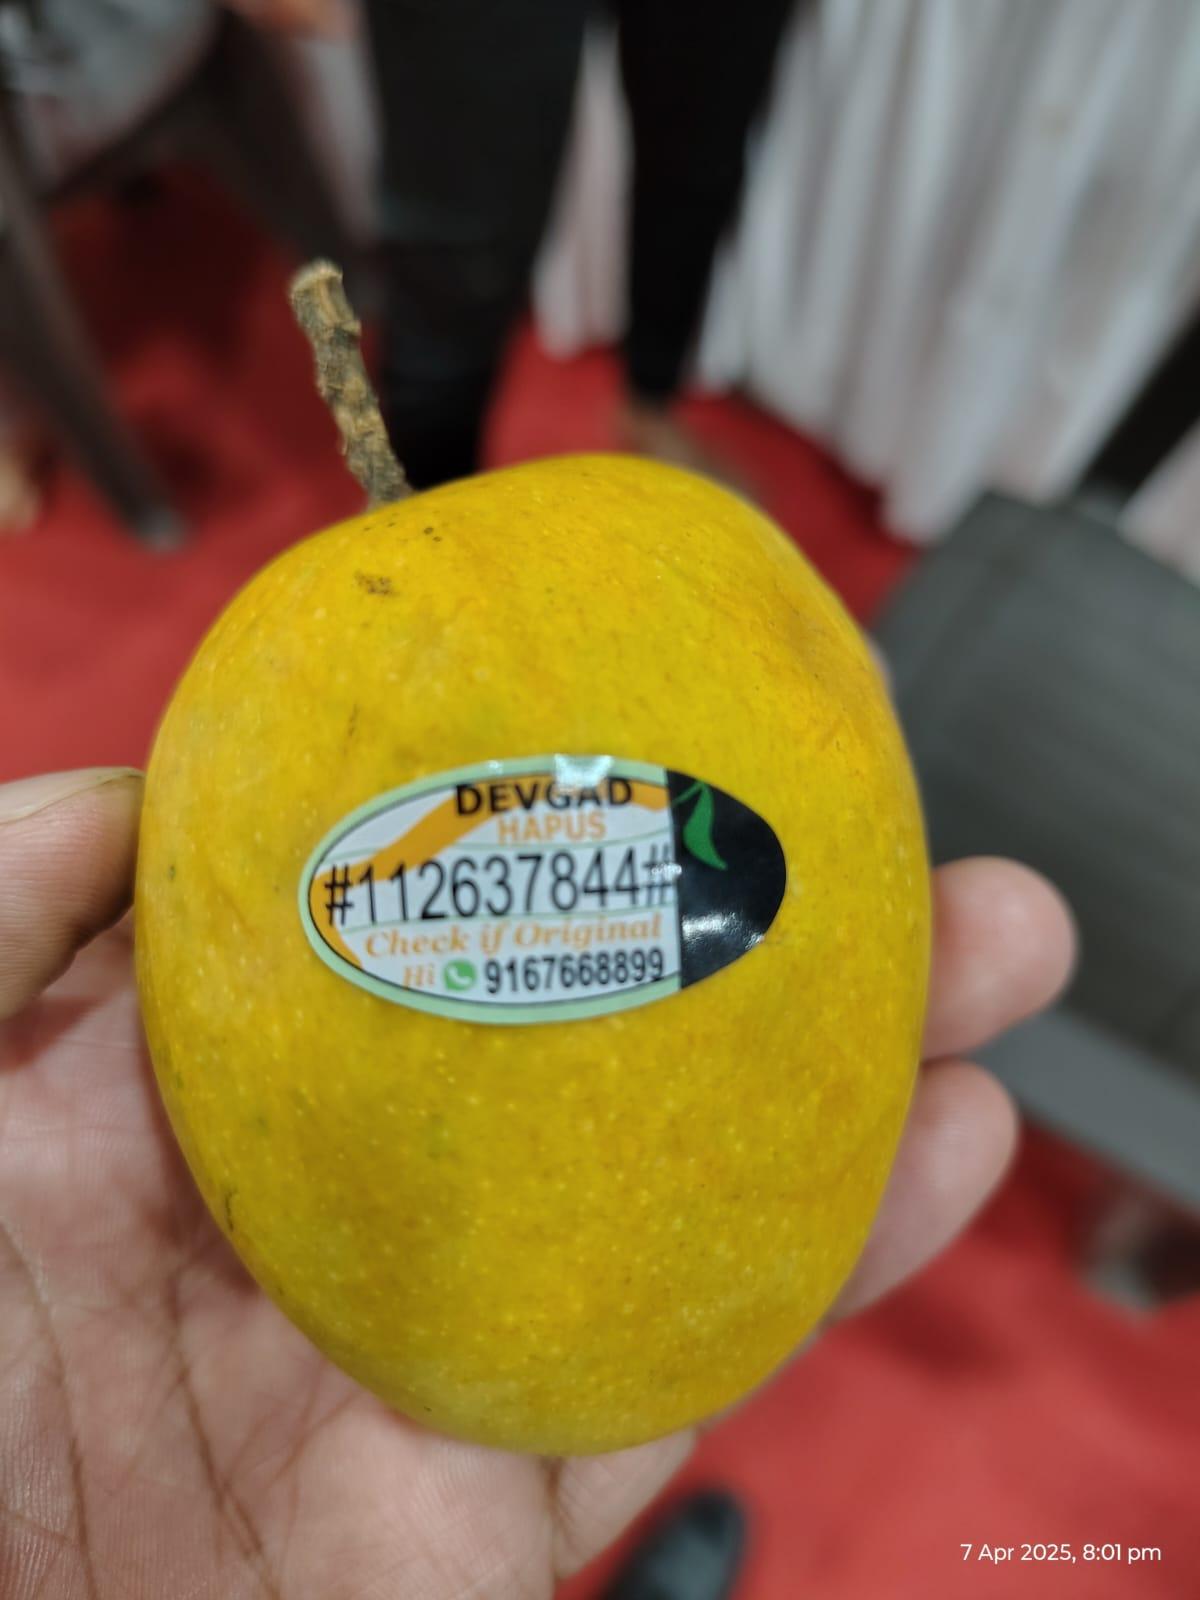 DEVGAD
HAPUS
#112637844#
Check if Original
Hi 9167668899
7 Apr 2025, 8:01 pm